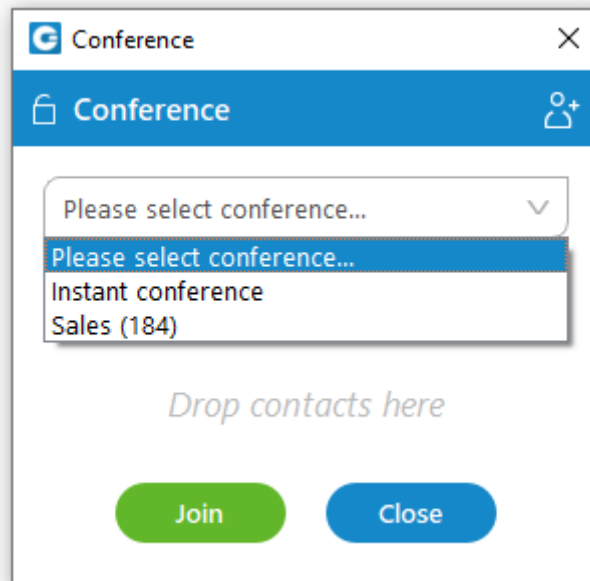 Conference
Conference
Please select conference...
Please select conference...
Instant conference
Sales (184)
Drop contacts here
Join
Close